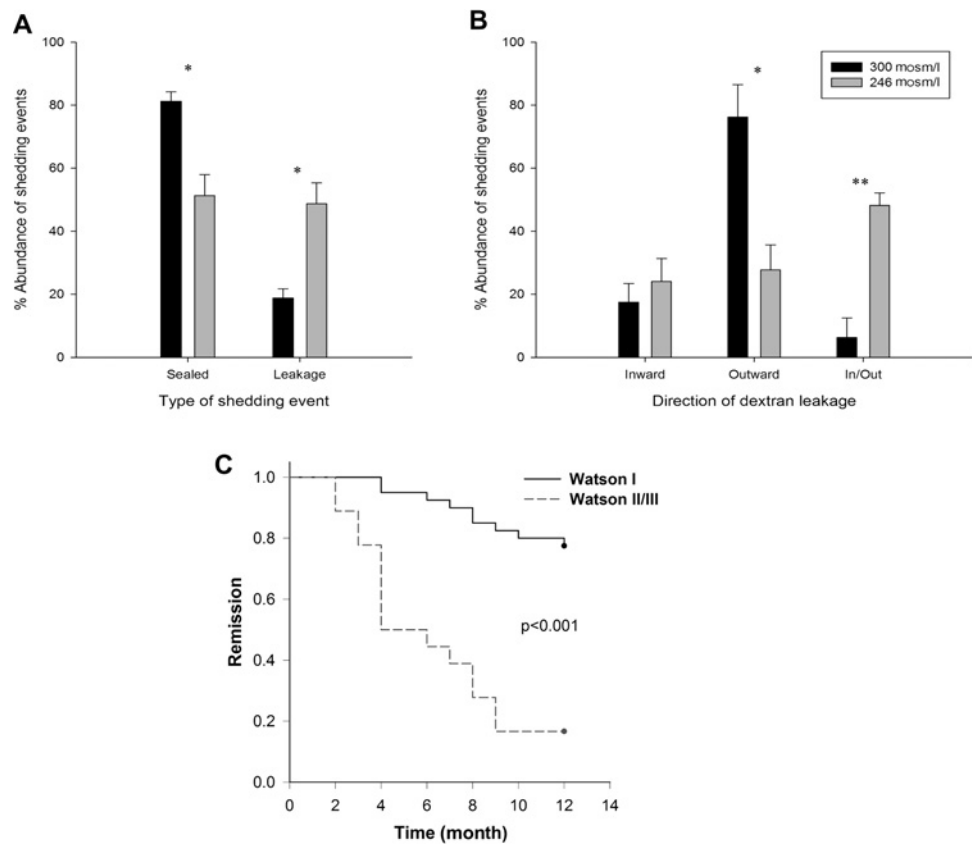 A
% Abundance of shedding events
100
80
60
40
20
0
*
*
Sealed
Leakage
Type of shedding event
B
% Abundance of shedding events
100
80
60
40
20
0
*
**
300 mosm/l
246 mosm/l
Inward
Outward
In/Out
Direction of dextran leakage
C
Remission
1.0
0.8
0.6
0.4
0.2
0.0
Watson I
Watson II/III
p<0.001
0 2 4 6 8 10 12 14
Time (month)